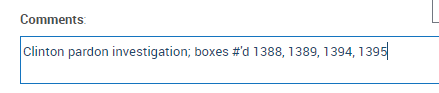 Comments:
Clinton pardon investigation; boxes #'d 1388, 1389, 1394, 1395